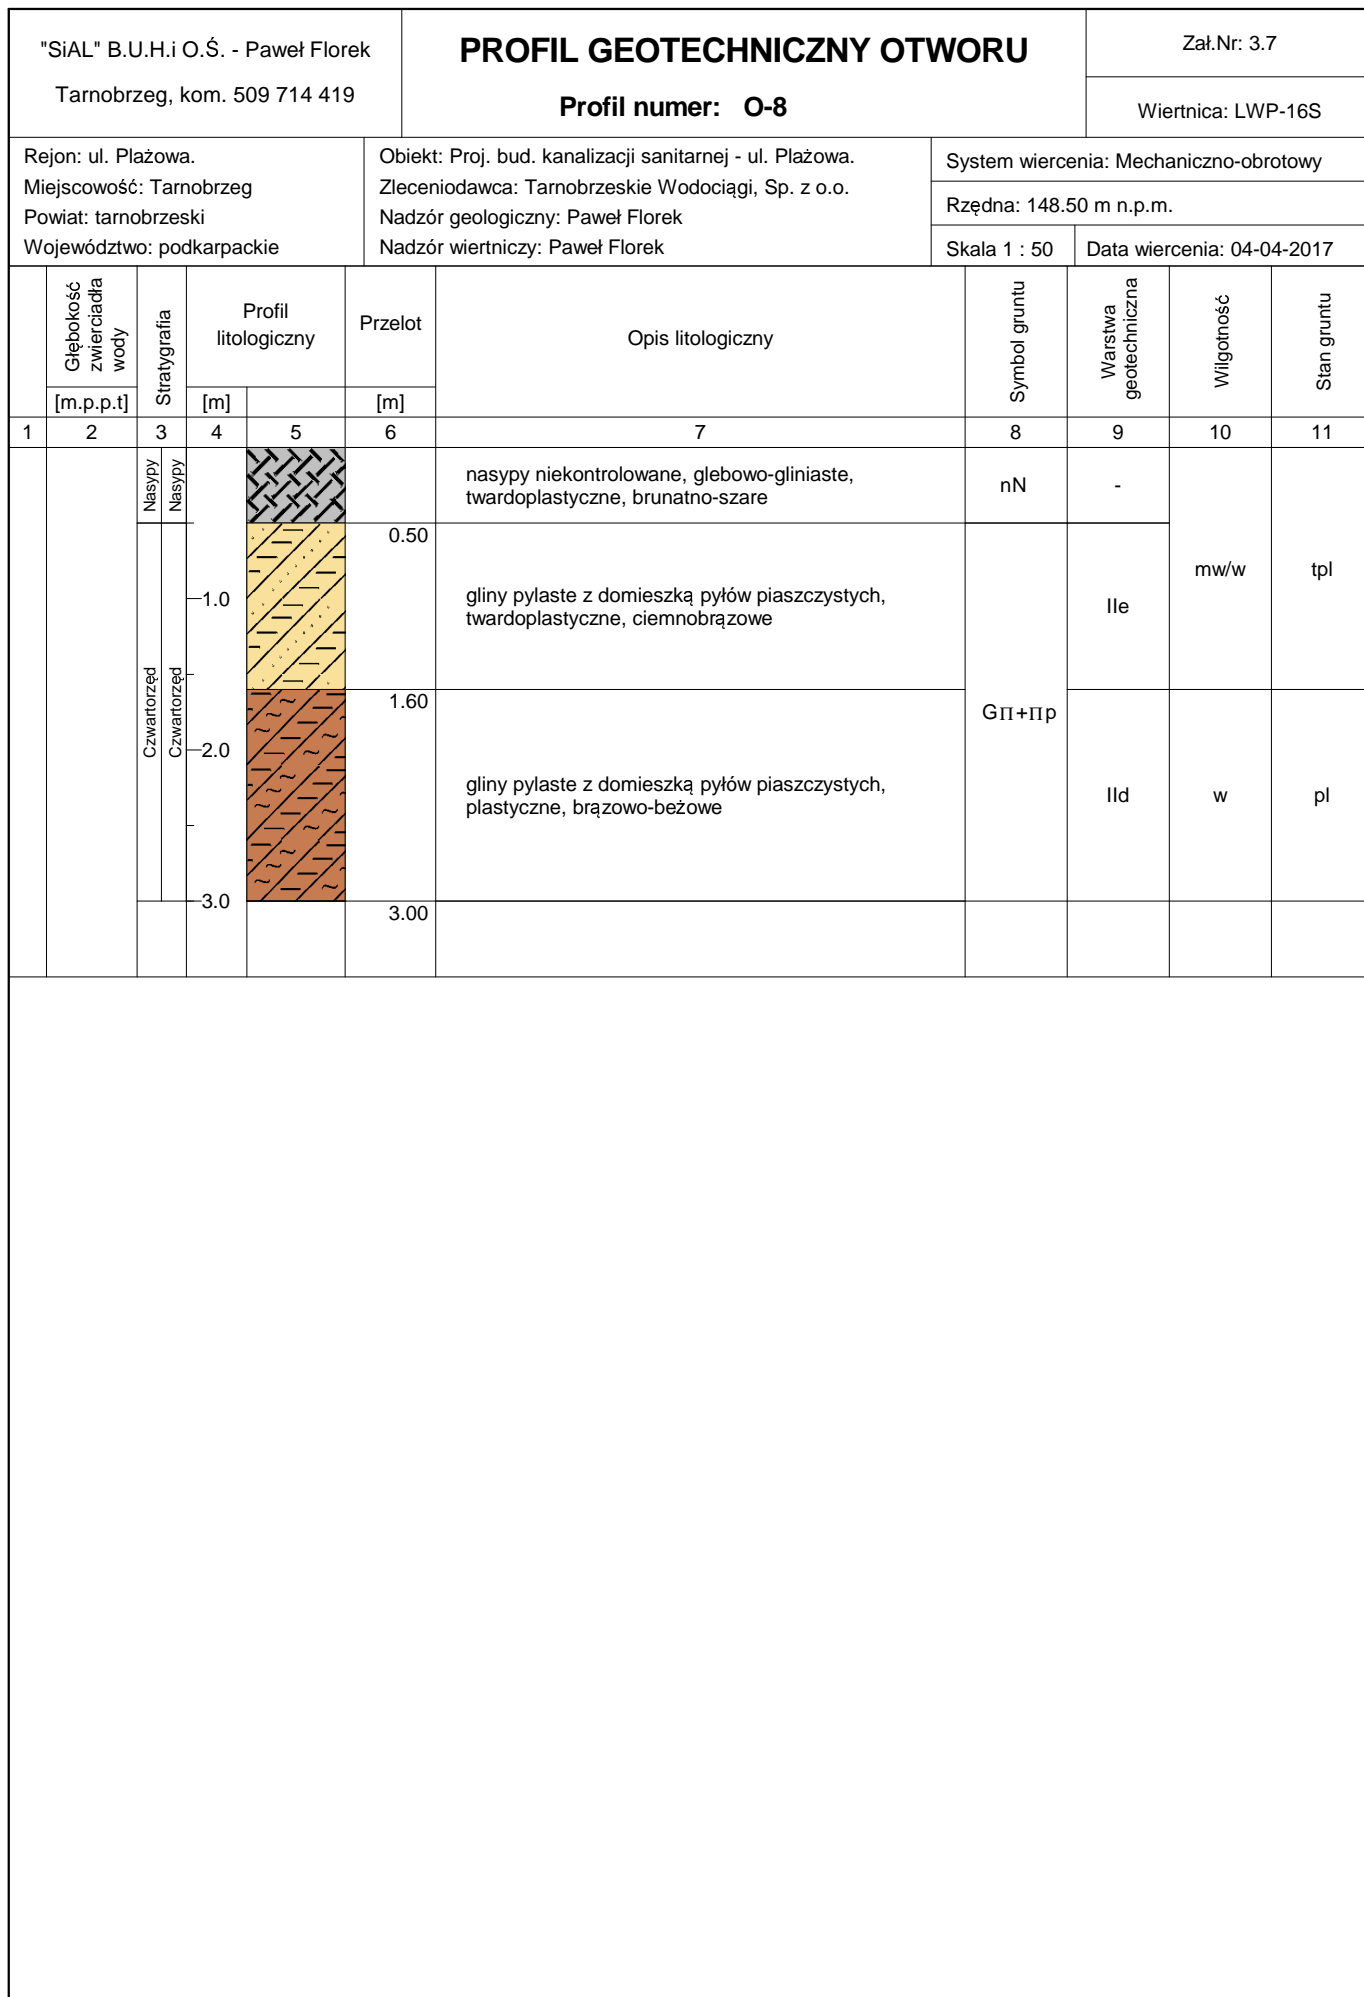 "SiAL" B.U.H.i O.Ś. - Paweł Florek
Tarnobrzeg, kom. 509 714 419
PROFIL GEOTECHNICZNY OTWORU
Profil numer: O-8
Zał.Nr: 3.7
Wiertnica: LWP-16S
Rejon: ul. Plażowa.
Miejscowość: Tarnobrzeg
Powiat: tarnobrzeski
Województwo: podkarpackie
Obiekt: Proj. bud. kanalizacji sanitarnej - ul. Plażowa.
Zleceniodawca: Tarnobrzeskie Wodociągi, Sp. z o.o.
Nadzór geologiczny: Paweł Florek
Nadzór wiertniczy: Paweł Florek
System wiercenia: Mechaniczno-obrotowy
Rzędna: 148.50 m n.p.m.
Skala 1 : 50
Data wiercenia: 04-04-2017
Głębokość
zwierciadła
wody
[m.p.p.t]
Stratygrafia
Profil
litologiczny
[m]
Przelot
[m]
Opis litologiczny
Symbol gruntu
Warstwa
geotechniczna
Wilgotność
Stan gruntu
1 2 3 4 5 6 7 8 9 10 11
Nasypy
Nasypy
nasypy niekontrolowane, glebowo-gliniaste,
twardoplastyczne, brunatno-szare
nN
-
0.50
1.0
gliny pylaste z domieszką pyłów piaszczystych,
twardoplastyczne, ciemnobrązowe
IIe
mw/w
tpl
Czwartorzęd
Czwartorzęd
1.60
GΠ+Πp
2.0
gliny pylaste z domieszką pyłów piaszczystych,
plastyczne, brązowo-beżowe
IId
w
pl
3.0
3.00